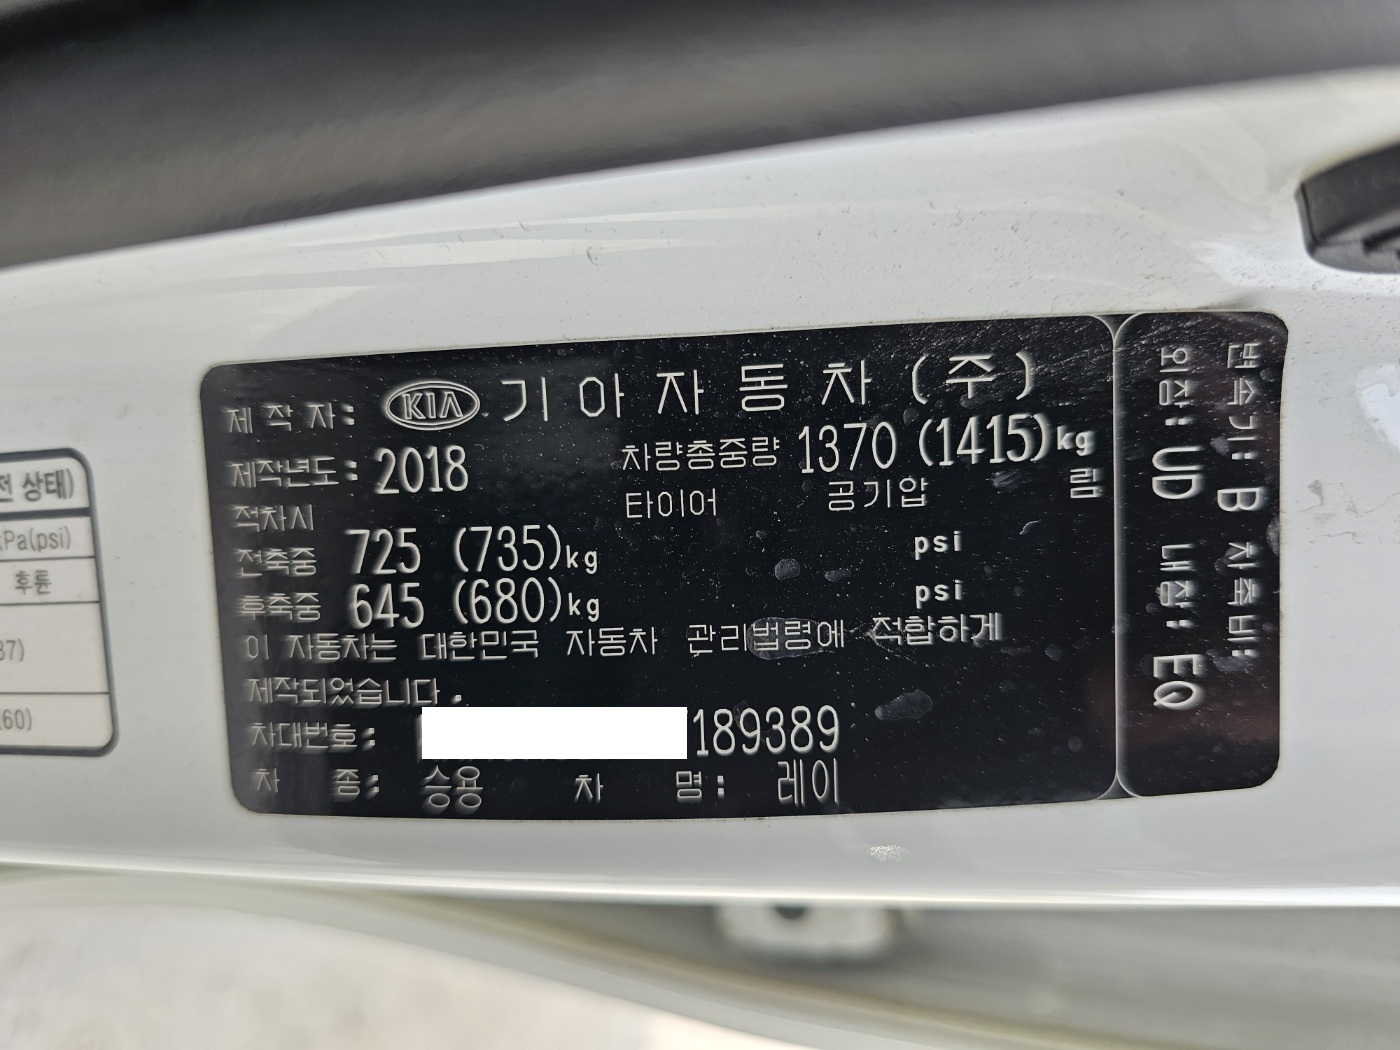 제 작 자: KIA 기 아 자 동 차 (주)
제작년도: 2018 차량총중량 1370 (1415)kg
적차시 타이어 공기압 림
전축중 725 (735)kg psi
후축중 645 (680)kg psi
이 자동차는 대한민국 자동차 관리법령에 적합하게
제작되었습니다.
차대번호: 189389
차 종: 승용 차 명: 레이
변속기: B 치축비:
외장: UD 내장: EQ
전 상태)
kPa(psi)
후륜
37)
60)